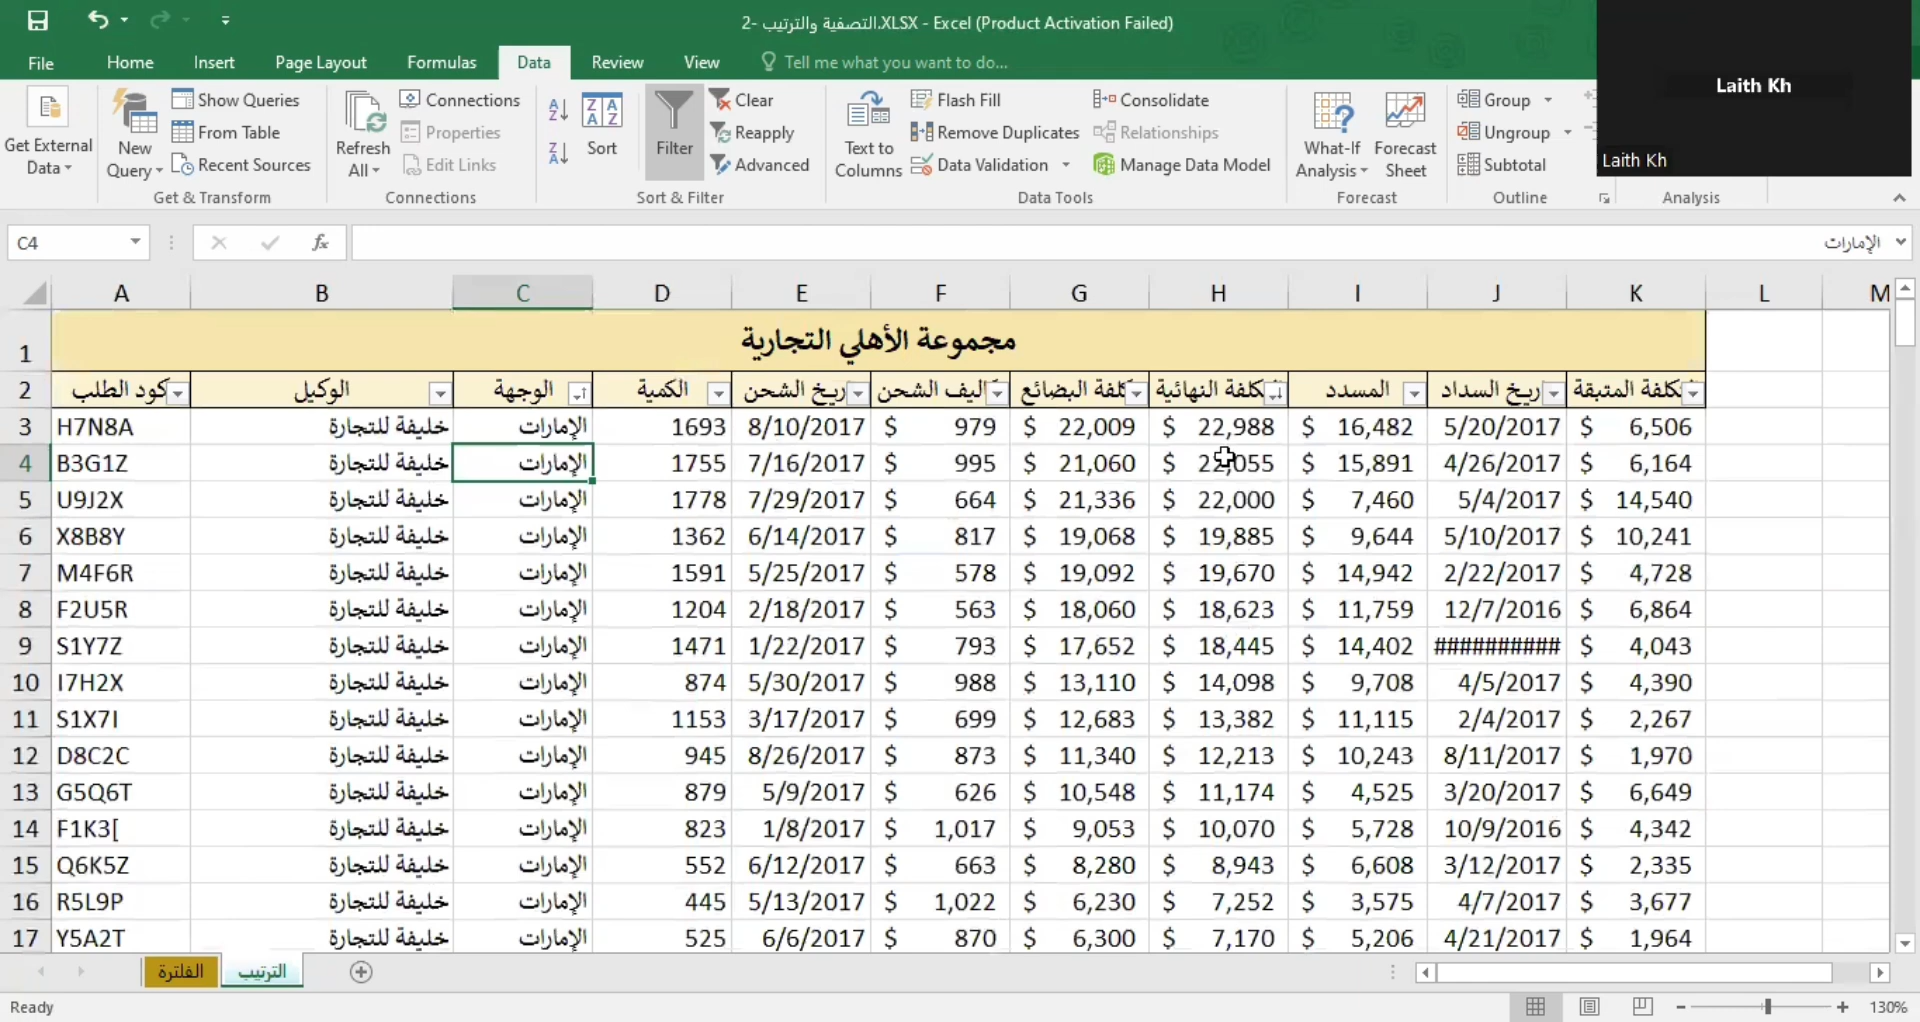 2- التصفية والترتيب.XLSX - Excel (Product Activation Failed)
File Home Insert Page Layout Formulas Data Review View Tell me what you want to do...
Laith Kh
Laith Kh
Get External Data
New Query
Show Queries
From Table
Recent Sources
Get & Transform
Refresh All
Connections
Properties
Edit Links
Connections
Sort
Filter
Clear
Reapply
Advanced
Sort & Filter
Text to Columns
Flash Fill
Remove Duplicates
Data Validation
Consolidate
Relationships
Manage Data Model
Data Tools
What-If Analysis
Forecast Sheet
Forecast
Group
Ungroup
Subtotal
Outline
Analysis
C4 fx الإمارات
A B C D E F G H I J K L M
1 مجموعة الأهلي التجارية
2 كود الطلب الوكيل الوجهة الكمية ريخ الشحن اليف الشحن لفة البضائع كلفة النهائية المسدد ريخ السداد كلفة المتبقة
3 H7N8A خليفة للتجارة الإمارات 1693 8/10/2017 $ 979 $ 22,009 $ 22,988 $ 16,482 5/20/2017 $ 6,506
4 B3G1Z خليفة للتجارة الإمارات 1755 7/16/2017 $ 995 $ 21,060 $ 22,055 $ 15,891 4/26/2017 $ 6,164
5 U9J2X خليفة للتجارة الإمارات 1778 7/29/2017 $ 664 $ 21,336 $ 22,000 $ 7,460 5/4/2017 $ 14,540
6 X8B8Y خليفة للتجارة الإمارات 1362 6/14/2017 $ 817 $ 19,068 $ 19,885 $ 9,644 5/10/2017 $ 10,241
7 M4F6R خليفة للتجارة الإمارات 1591 5/25/2017 $ 578 $ 19,092 $ 19,670 $ 14,942 2/22/2017 $ 4,728
8 F2U5R خليفة للتجارة الإمارات 1204 2/18/2017 $ 563 $ 18,060 $ 18,623 $ 11,759 12/7/2016 $ 6,864
9 S1Y7Z خليفة للتجارة الإمارات 1471 1/22/2017 $ 793 $ 17,652 $ 18,445 $ 14,402 ########## $ 4,043
10 I7H2X خليفة للتجارة الإمارات 874 5/30/2017 $ 988 $ 13,110 $ 14,098 $ 9,708 4/5/2017 $ 4,390
11 S1X7I خليفة للتجارة الإمارات 1153 3/17/2017 $ 699 $ 12,683 $ 13,382 $ 11,115 2/4/2017 $ 2,267
12 D8C2C خليفة للتجارة الإمارات 945 8/26/2017 $ 873 $ 11,340 $ 12,213 $ 10,243 8/11/2017 $ 1,970
13 G5Q6T خليفة للتجارة الإمارات 879 5/9/2017 $ 626 $ 10,548 $ 11,174 $ 4,525 3/20/2017 $ 6,649
14 F1K3[ خليفة للتجارة الإمارات 823 1/8/2017 $ 1,017 $ 9,053 $ 10,070 $ 5,728 10/9/2016 $ 4,342
15 Q6K5Z خليفة للتجارة الإمارات 552 6/12/2017 $ 663 $ 8,280 $ 8,943 $ 6,608 3/12/2017 $ 2,335
16 R5L9P خليفة للتجارة الإمارات 445 5/13/2017 $ 1,022 $ 6,230 $ 7,252 $ 3,575 4/7/2017 $ 3,677
17 Y5A2T خليفة للتجارة الإمارات 525 6/6/2017 $ 870 $ 6,300 $ 7,170 $ 5,206 4/21/2017 $ 1,964
الفلترة الترتيب
Ready 130%